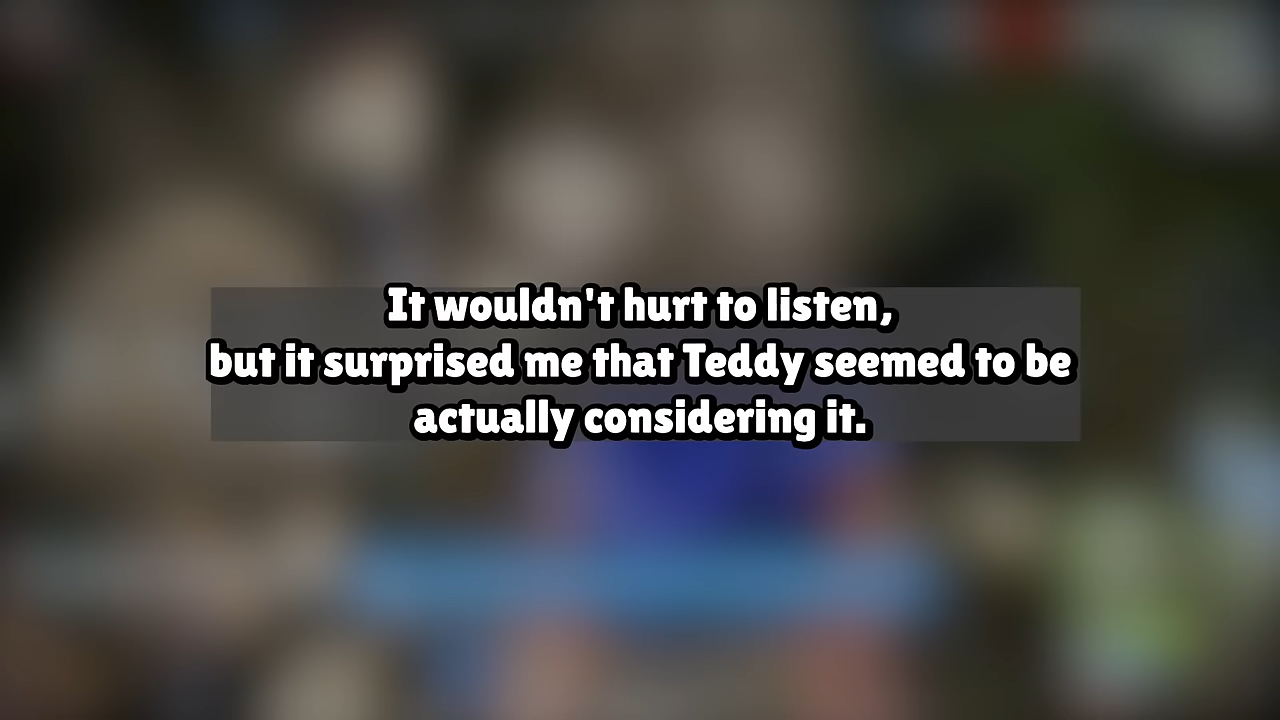 It wouldn't hurt to listen,
but it surprised me that Teddy seemed to be
actually considering it.